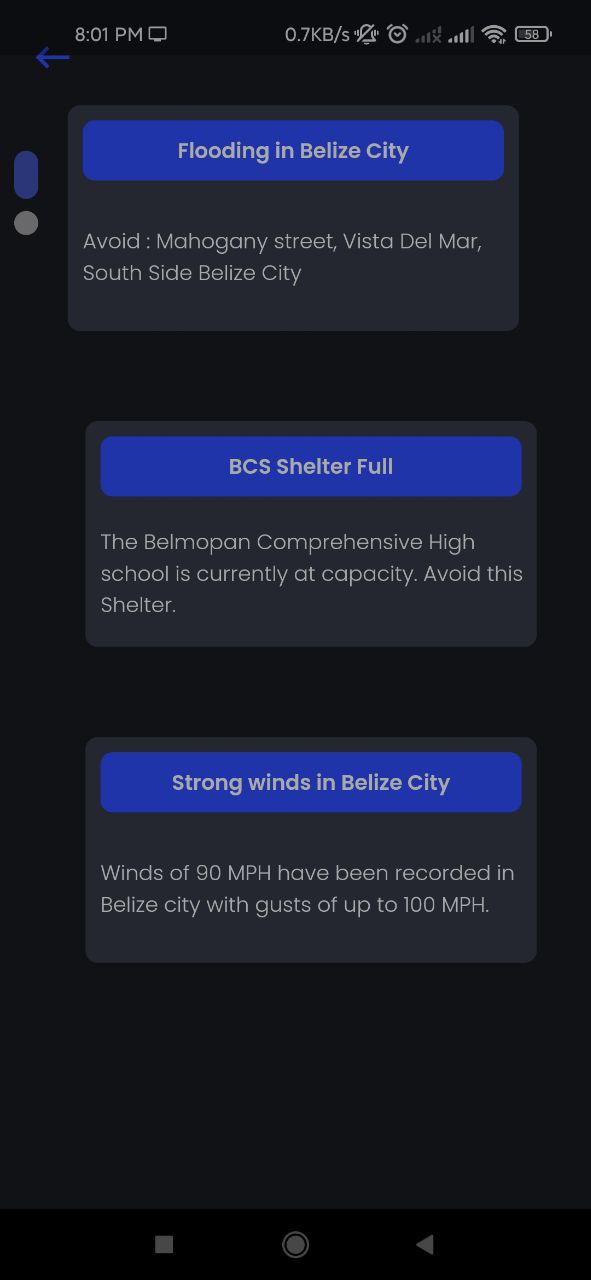 8:01 PM 0.7KB/s 58
Flooding in Belize City
Avoid : Mahogany street, Vista Del Mar,
South Side Belize City
BCS Shelter Full
The Belmopan Comprehensive High
school is currently at capacity. Avoid this
Shelter.
Strong winds in Belize City
Winds of 90 MPH have been recorded in
Belize city with gusts of up to 100 MPH.